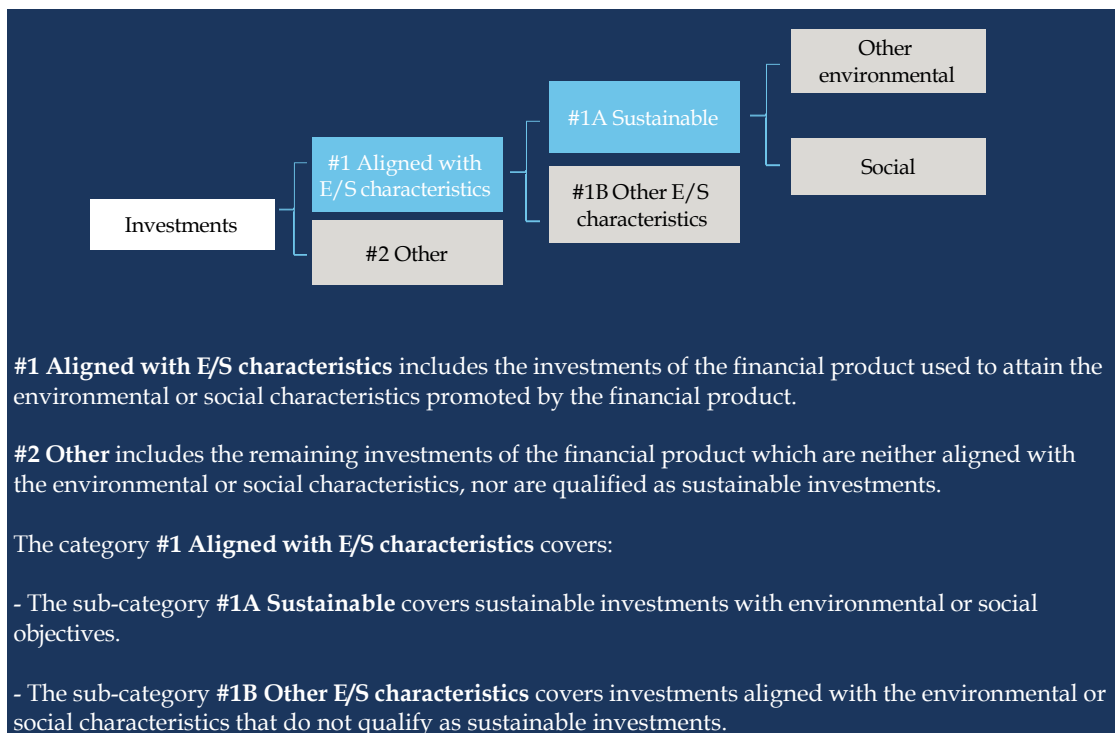 Other
environmental
#1A Sustainable
#1 Aligned with
E/S characteristics
Social
#1B Other E/S
characteristics
Investments
#2 Other
#1 Aligned with E/S characteristics includes the investments of the financial product used to attain the
environmental or social characteristics promoted by the financial product.
#2 Other includes the remaining investments of the financial product which are neither aligned with
the environmental or social characteristics, nor are qualified as sustainable investments.
The category #1 Aligned with E/S characteristics covers:
- The sub-category #1A Sustainable covers sustainable investments with environmental or social
objectives.
- The sub-category #1B Other E/S characteristics covers investments aligned with the environmental or
social characteristics that do not qualify as sustainable investments.